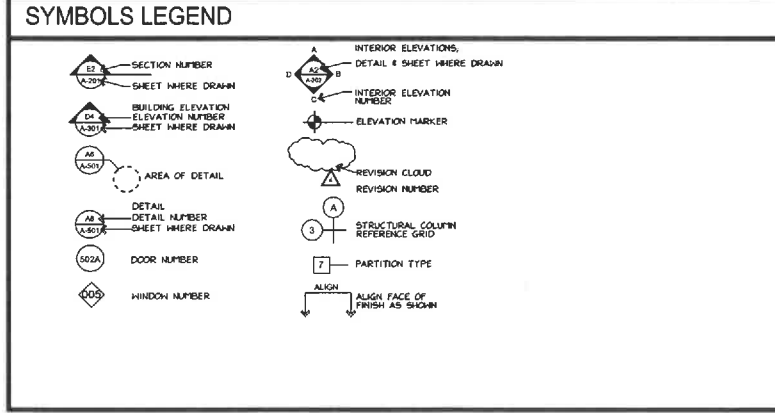 SYMBOLS LEGEND
E2
SECTION NUMBER
A-201
SHEET WHERE DRAWN
BUILDING ELEVATION
D4
ELEVATION NUMBER
A-301
SHEET WHERE DRAWN
A6
A-501
AREA OF DETAIL
DETAIL
A8
DETAIL NUMBER
A-501
SHEET WHERE DRAWN
502A
DOOR NUMBER
005
WINDOW NUMBER
A
INTERIOR ELEVATIONS,
A2
DETAIL & SHEET WHERE DRAWN
D
B
A-202
C
INTERIOR ELEVATION
NUMBER
ELEVATION MARKER
REVISION CLOUD
REVISION NUMBER
A
3
STRUCTURAL COLUMN
REFERENCE GRID
7
PARTITION TYPE
ALIGN
ALIGN FACE OF
FINISH AS SHOWN